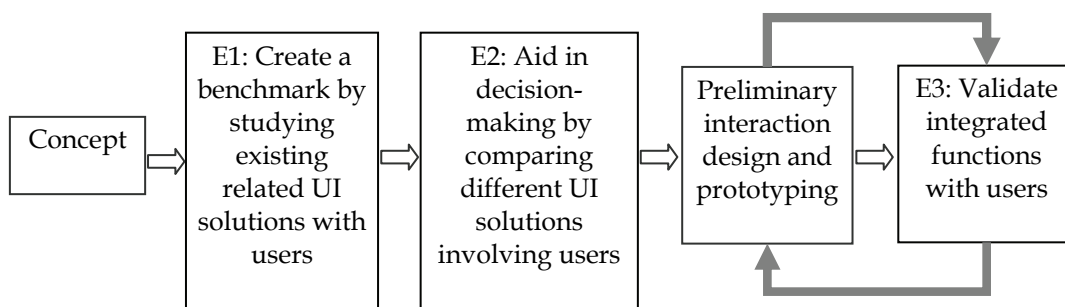 Concept
E1: Create a
benchmark by
studying
existing
related UI
solutions with
users
E2: Aid in
decision-
making by
comparing
different UI
solutions
involving users
Preliminary
interaction
design and
prototyping
E3: Validate
integrated
functions
with users